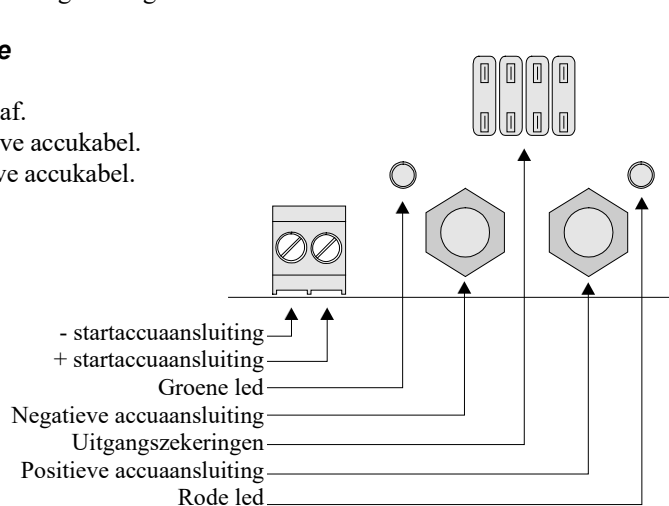 e
af.
ve accukabel.
ve accukabel.
- startaccuaansluiting
+ startaccuaansluiting
Groene led
Negatieve accuaansluiting
Uitgangszekeringen
Positieve accuaansluiting
Rode led